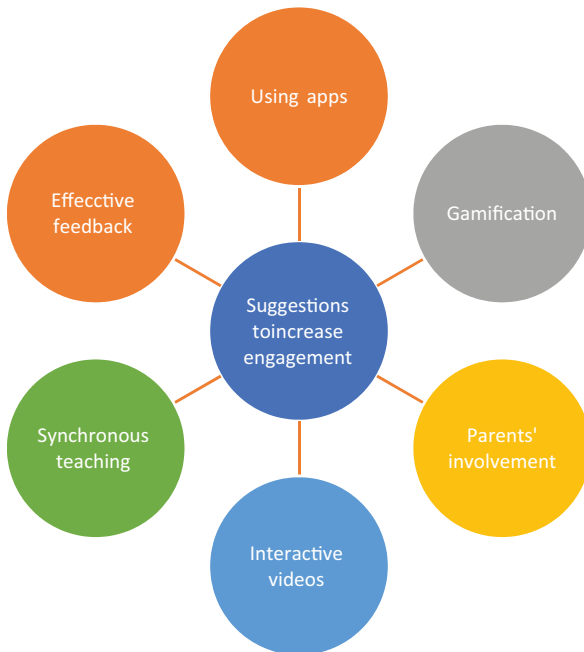 Using apps
Effecctive
feedback
Gamification
Suggestions
toincrease
engagement
Synchronous
teaching
Parents'
involvement
Interactive
videos